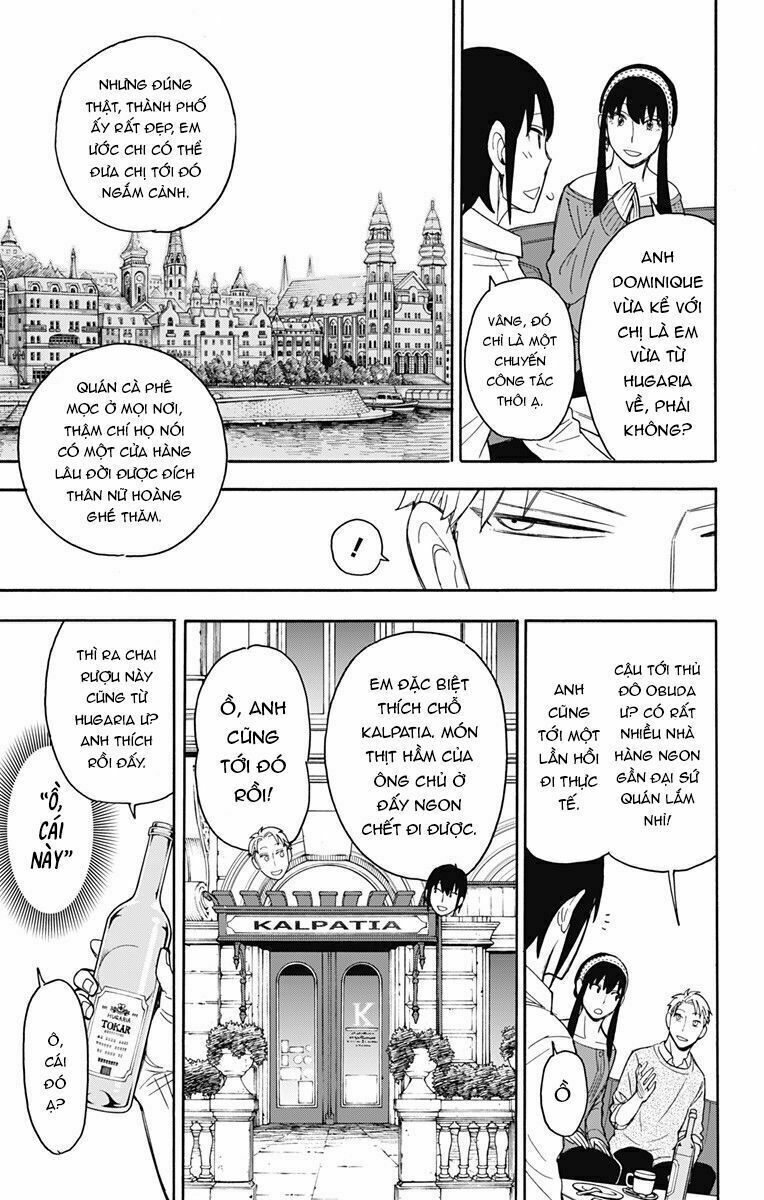 ANH
DOMINIQUE
VỪA KỂ VỚI
CHỊ LÀ EM
VỪA TỪ
HUGARIA
VỀ, PHẢI
KHÔNG?
VÂNG, ĐÓ
CHỈ LÀ MỘT
CHUYẾN
CÔNG TÁC
THÔI Ạ.
NHƯNG ĐÚNG
THẬT, THÀNH PHỐ
ẤY RẤT ĐẸP, EM
ƯỚC CHI CÓ THỂ
ĐƯA CHỊ TỚI ĐÓ
NGẮM CẢNH.
QUÁN CÀ PHÊ
MỌC Ở MỌI NƠI,
THẬM CHÍ HỌ NÓI
CÓ MỘT CỬA HÀNG
LÂU ĐỜI ĐƯỢC ĐÍCH
THÂN NỮ HOÀNG
GHÉ THĂM.
!
CẬU TỚI THỦ
ĐÔ OBUDA
Ư? CÓ RẤT
NHIỀU NHÀ
HÀNG NGON
GẦN ĐẠI SỨ
QUÁN LẮM
NHỈ!
ANH
CŨNG TỚI
MỘT
LẦN HỒI
ĐI THỰC
TẾ.
Ồ
EM ĐẶC BIỆT
THÍCH CHỖ
KALPATIA. MÓN
THỊT HẦM CỦA
ÔNG CHỦ Ở
ĐẤY NGON
CHẾT ĐI ĐƯỢC.
Ồ, ANH
CŨNG
TỚI ĐÓ
RỒI!
KALPATIA
K
THÌ RA CHAI
RƯỢU NÀY
CŨNG TỪ
HUGARIA Ư?
ANH THÍCH
RỒI ĐẤY.
"Ồ,
CÁI
NÀY"
HUGARIA
TOKAR
Ồ,
CÁI
ĐÓ
Ạ?